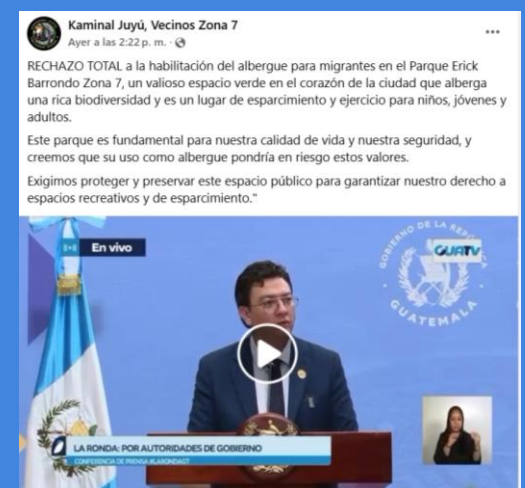 Kaminal Juyú, Vecinos Zona 7
Ayer a las 2:22 p. m. ·
RECHAZO TOTAL a la habilitación del albergue para migrantes en el Parque Erick
Barrondo Zona 7, un valioso espacio verde en el corazón de la ciudad que alberga
una rica biodiversidad y es un lugar de esparcimiento y ejercicio para niños, jóvenes y
adultos.
Este parque es fundamental para nuestra calidad de vida y nuestra seguridad, y
creemos que su uso como albergue pondría en riesgo estos valores.
Exigimos proteger y preservar este espacio público para garantizar nuestro derecho a
espacios recreativos y de esparcimiento."
En vivo
GOBIERNO DE LA REPÚBLICA
GUATV
GUATEMALA
LA RONDA: POR AUTORIDADES DE GOBIERNO
CONFERENCIA DE PRENSA #LARONDAGT